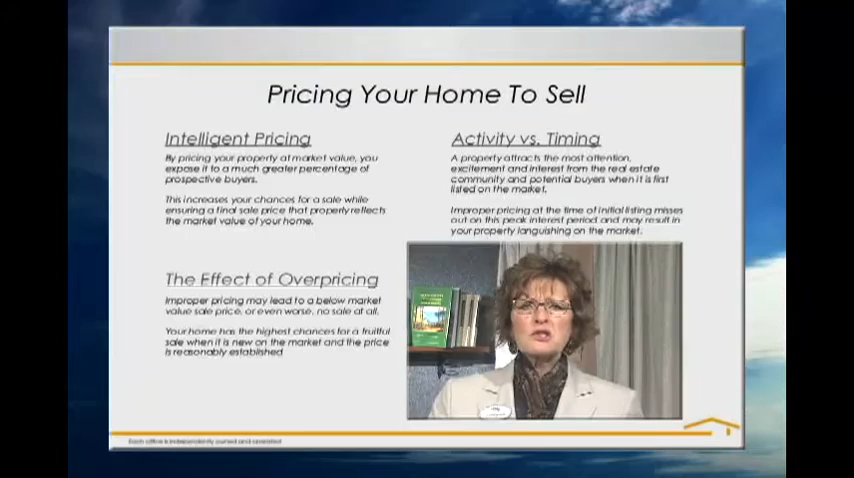 Pricing Your Home To Sell
Intelligent Pricing
By pricing your property at market value, you
expose it to a much greater percentage of
prospective buyers.
This increases your chances for a sale while
ensuring a final sale price that properly reflects
the market value of your home.
The Effect of Overpricing
Improper pricing may lead to a below market
value sale price, or even worse, no sale at all.
Your home has the highest chances for a fruitful
sale when it is new on the market and the price
is reasonably established
Activity vs. Timing
A property attracts the most attention,
excitement and interest from the real estate
community and potential buyers when it is first
listed on the market.
Improper pricing at the time of initial listing misses
out on this peak interest period and may result in
your property languishing on the market.
Each office is independently owned and operated